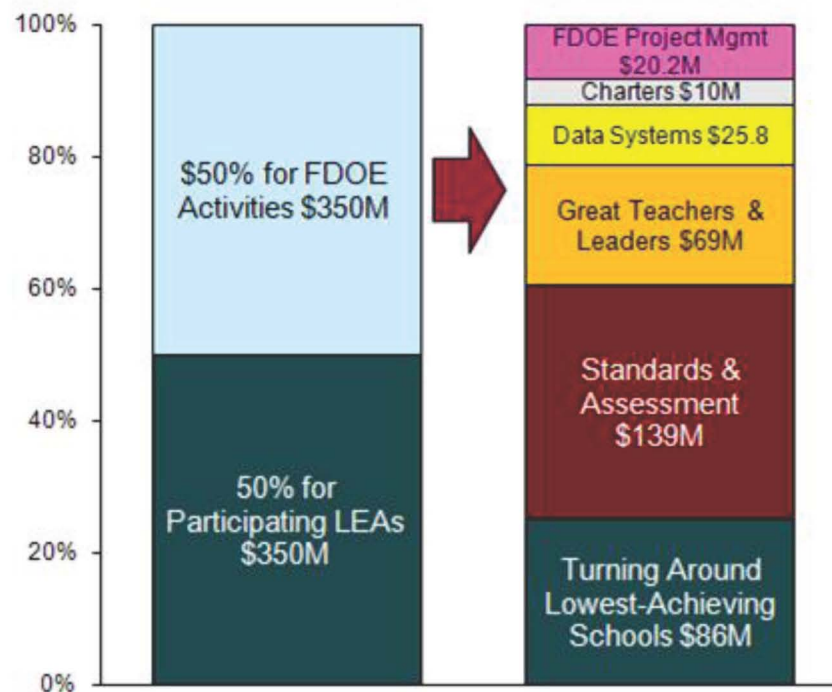 100%
80%
60%
40%
20%
0%
$50% for FDOE
Activities $350M
50% for
Participating LEAs
$350M
FDOE Project Mgmt
$20.2M
Charters $10M
Data Systems $25.8
Great Teachers &
Leaders $69M
Standards &
Assessment
$139M
Turning Around
Lowest-Achieving
Schools $86M